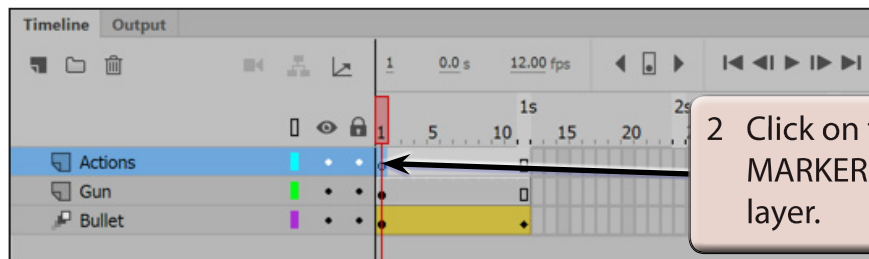 Timeline Output
1 0.0 s 12.00 fps
1s 2s
1 5 10 15 20
Actions
Gun
Bullet
2 Click on
MARKER
layer.